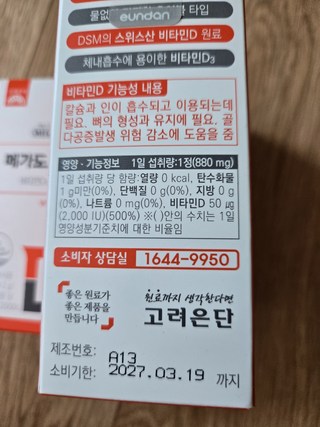 eundan
DSM의 스위스산 비타민D 원료
체내흡수에 용이한 비타민D₃
비타민D 기능성 내용
칼슘과 인이 흡수되고 이용되는데
필요. 뼈의 형성과 유지에 필요. 골
다공증발생 위험 감소에 도움을 줌
영양·기능정보 1일 섭취량:1정(880 mg)
1일 섭취량 당 함량:열량 0 kcal, 탄수화물
1 g미만(0%), 단백질 0 g(0%), 지방 0 g
(0%), 나트륨 0 mg(0%), 비타민D 50 ㎍
(2,000 IU)(500%) ※( )안의 수치는 1일
영양성분기준치에 대한 비율임
소비자 상담실 1644-9950
좋은 원료가
좋은 제품을
만듭니다
원료까지 생각한다면
고려은단
제조번호: A13
소비기한: 2027.03.19 까지
메가도